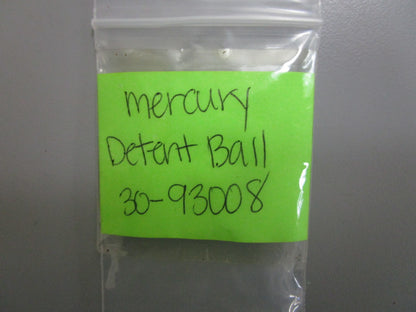 mercury
Detent Ball
30-93008